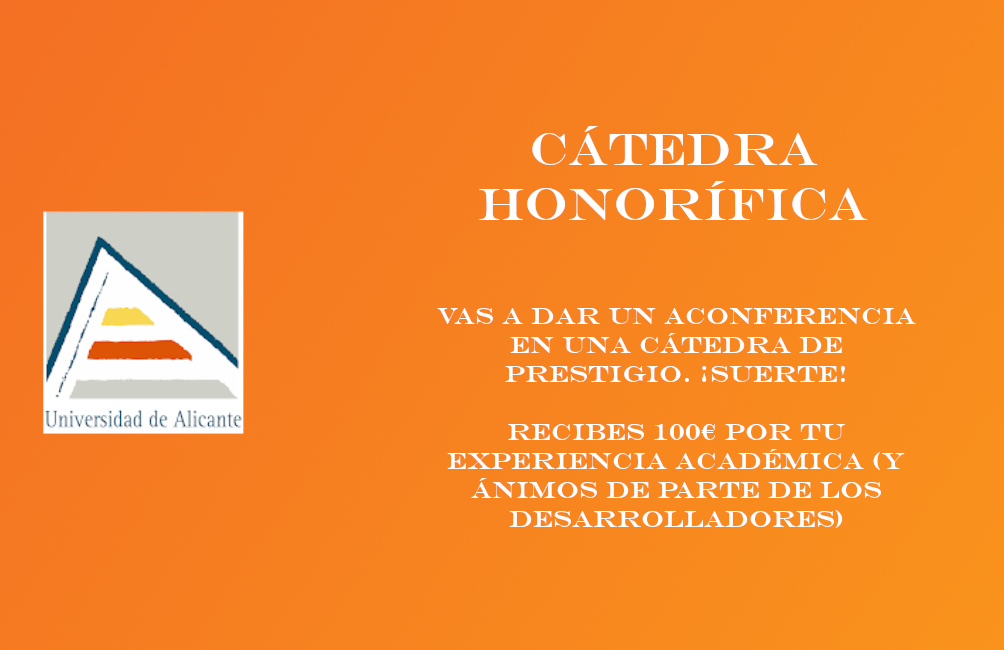 CÁTEDRA
HONORÍFICA
VAS A DAR UN ACONFERENCIA
EN UNA CÁTEDRA DE
PRESTIGIO. ¡SUERTE!
RECIBES 100€ POR TU
EXPERIENCIA ACADÉMICA (Y
ÁNIMOS DE PARTE DE LOS
DESARROLLADORES)
Universidad de Alicante